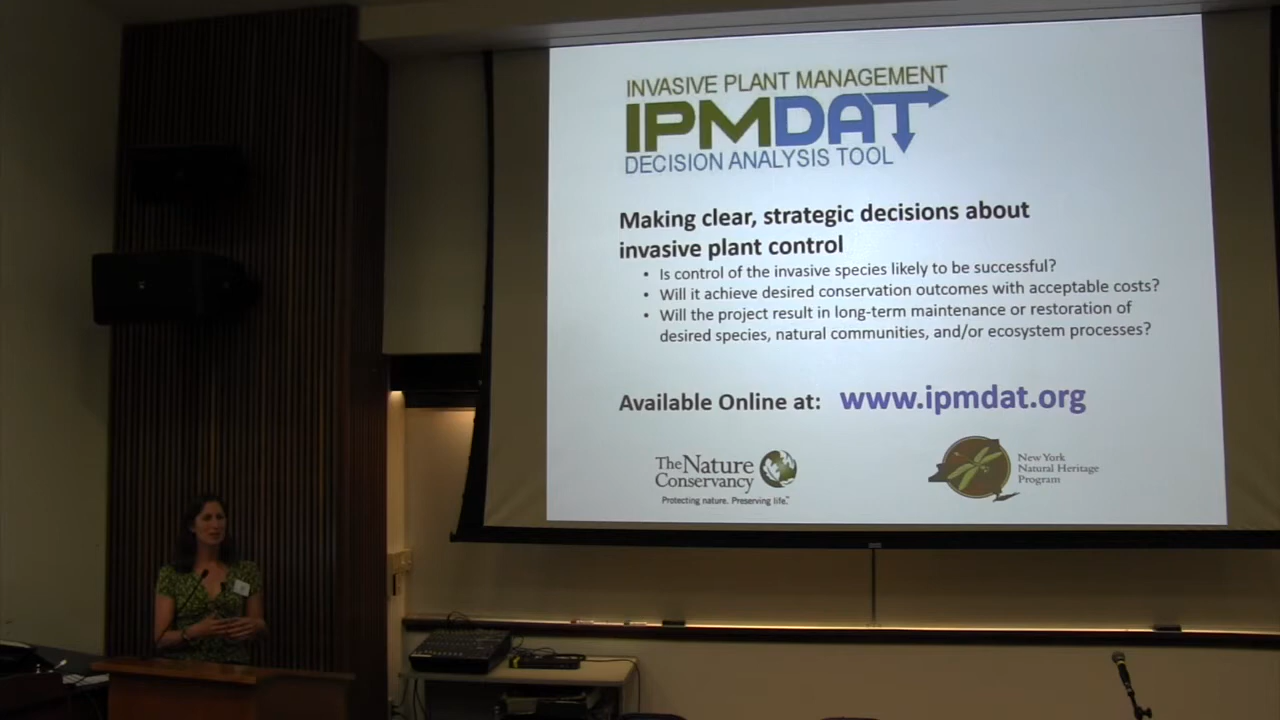 INVASIVE PLANT MANAGEMENT
IPMDAT
DECISION ANALYSIS TOOL
Making clear, strategic decisions about
invasive plant control
• Is control of the invasive species likely to be successful?
• Will it achieve desired conservation outcomes with acceptable costs?
• Will the project result in long-term maintenance or restoration of
desired species, natural communities, and/or ecosystem processes?
Available Online at: www.ipmdat.org
The Nature
Conservancy
Protecting nature. Preserving life.™
New York
Natural Heritage
Program